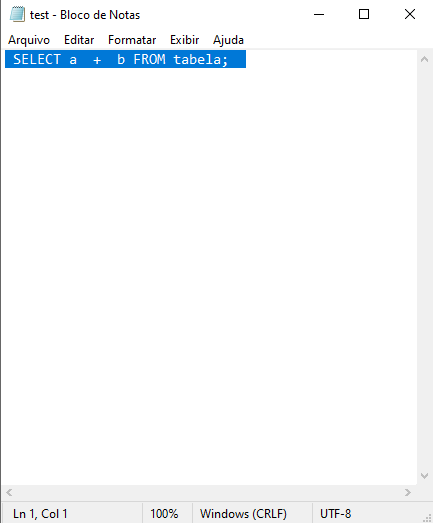 test - Bloco de Notas
Arquivo Editar Formatar Exibir Ajuda
SELECT a  +  b FROM tabela;
Ln 1, Col 1 100% Windows (CRLF) UTF-8